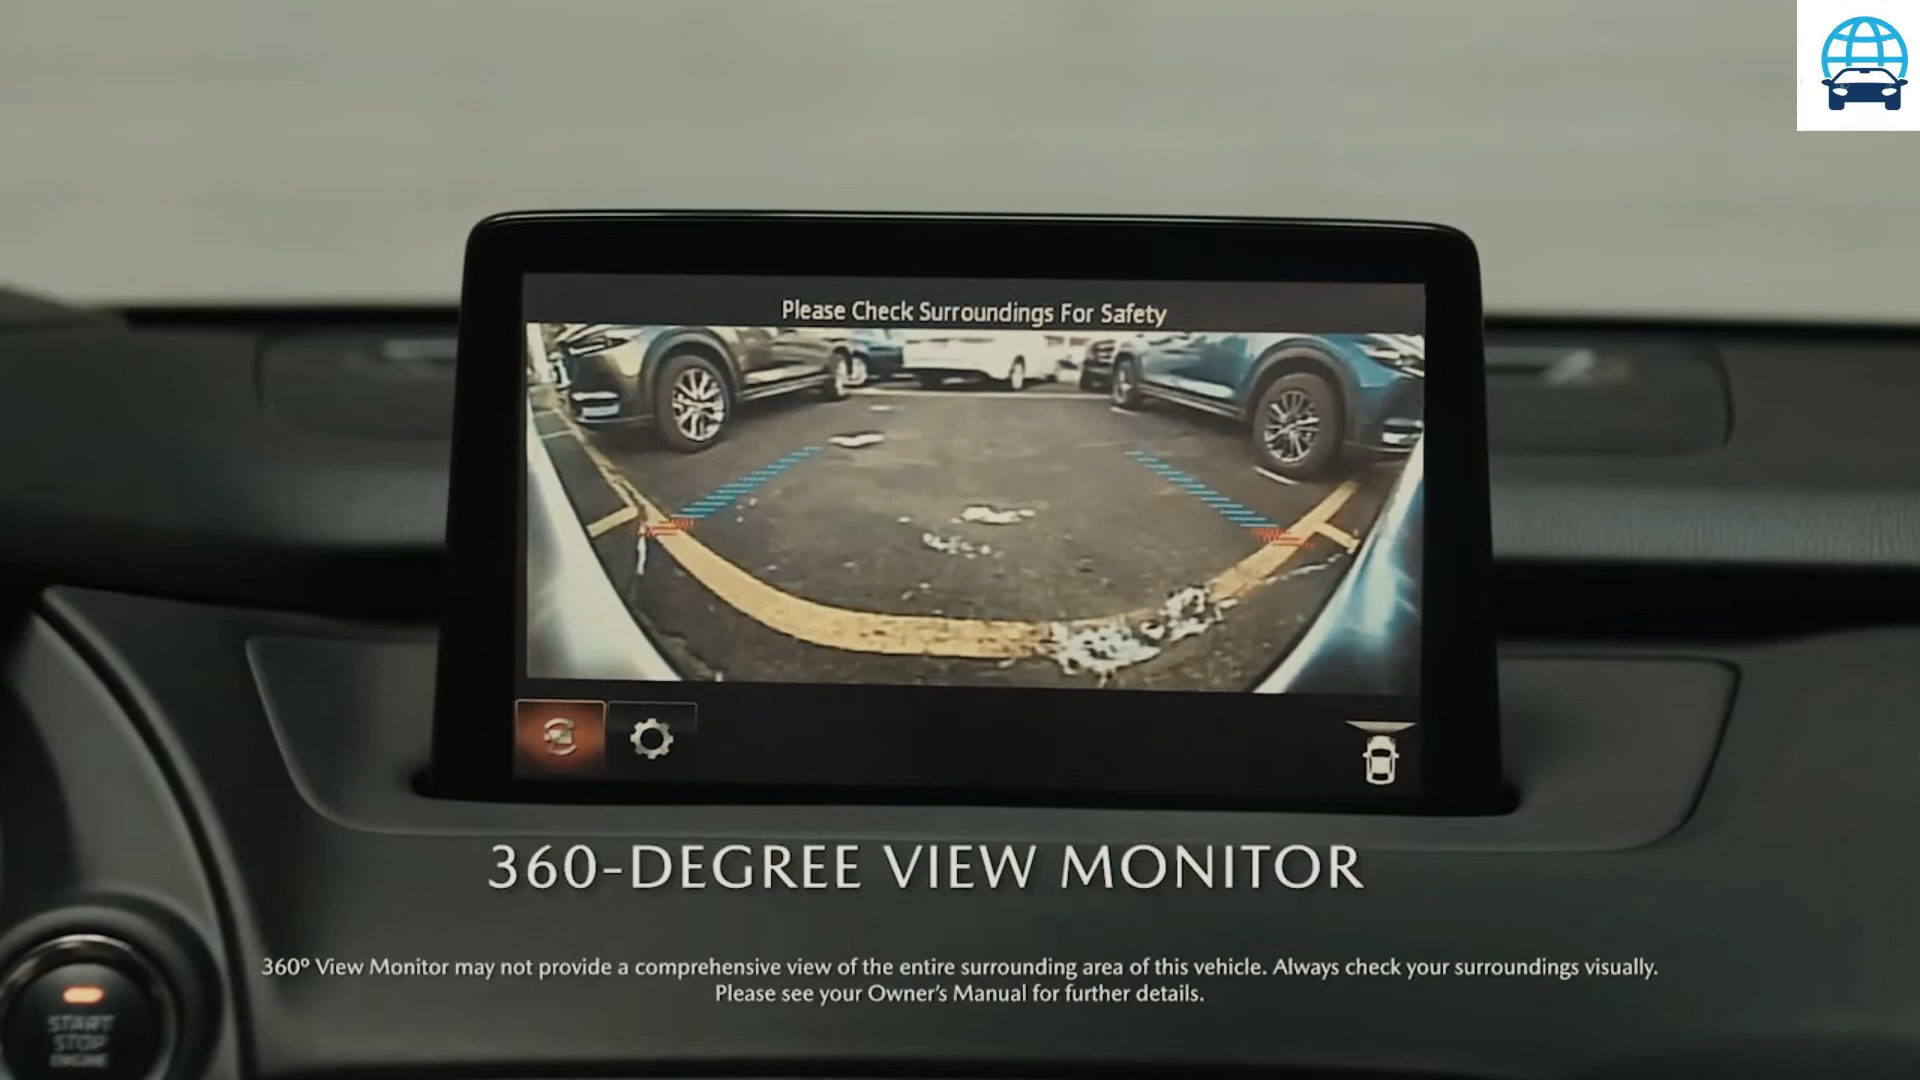 Please Check Surroundings For Safety
360-DEGREE VIEW MONITOR
360º View Monitor may not provide a comprehensive view of the entire surrounding area of this vehicle. Always check your surroundings visually.
Please see your Owner's Manual for further details.
START
STOP
ENGINE